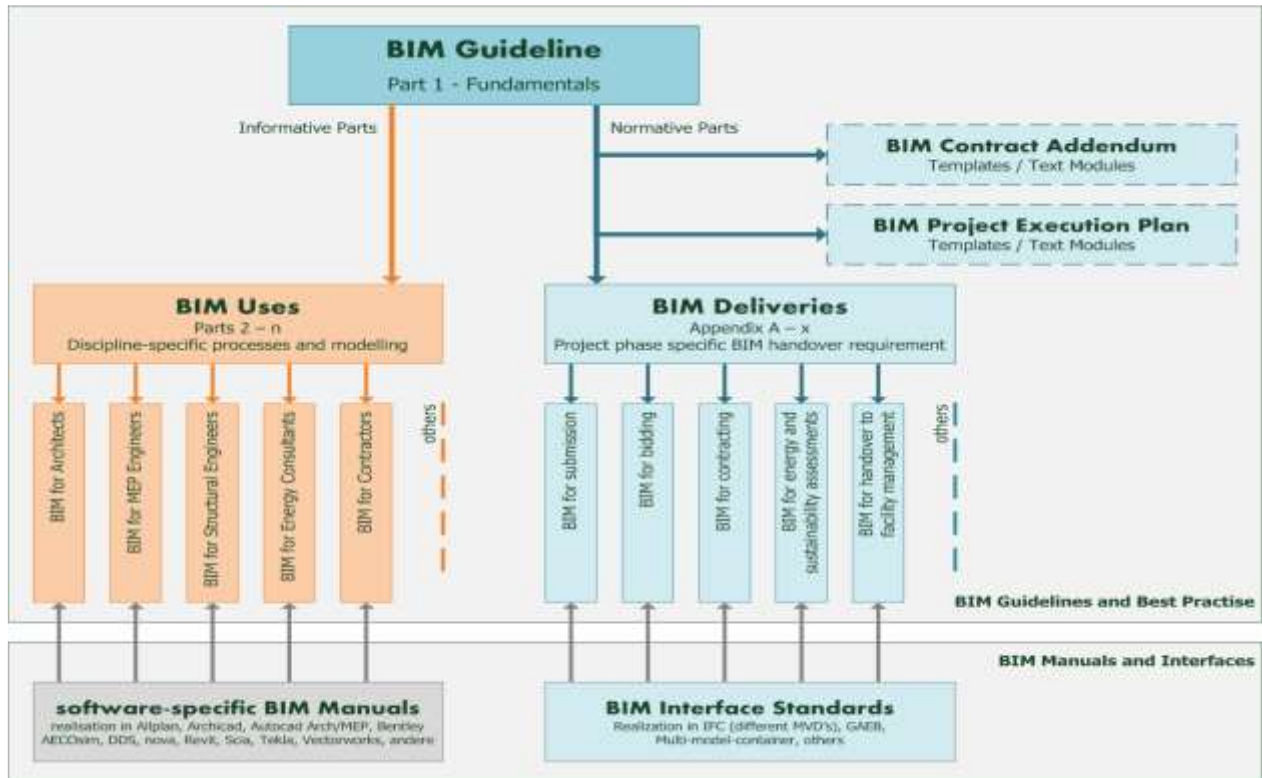 BIM Guideline
Part 1 - Fundamentals
Informative Parts
Normative Parts
BIM Contract Addendum
Templates / Text Modules
BIM Project Execution Plan
Templates / Text Modules
BIM Uses
Parts 2 – n
Discipline-specific processes and modelling
BIM Deliveries
Appendix A – x
Project phase specific BIM handover requirement
BIM for Architects
BIM for MEP Engineers
BIM for Structural Engineers
BIM for Energy Consultants
BIM for Contractors
others
BIM for submission
BIM for bidding
BIM for contracting
BIM for energy and
sustainability assessments
BIM for handover to
facility management
others
BIM Guidelines and Best Practise
BIM Manuals and Interfaces
software-specific BIM Manuals
realisation in Allplan, Archicad, Autocad Arch/MEP, Bentley
AECOsim, DDS, nova, Revit, Scia, Tekla, Vectorworks, andere
BIM Interface Standards
Realization in IFC (different MVD's), GAEB,
Multi-model-container, others